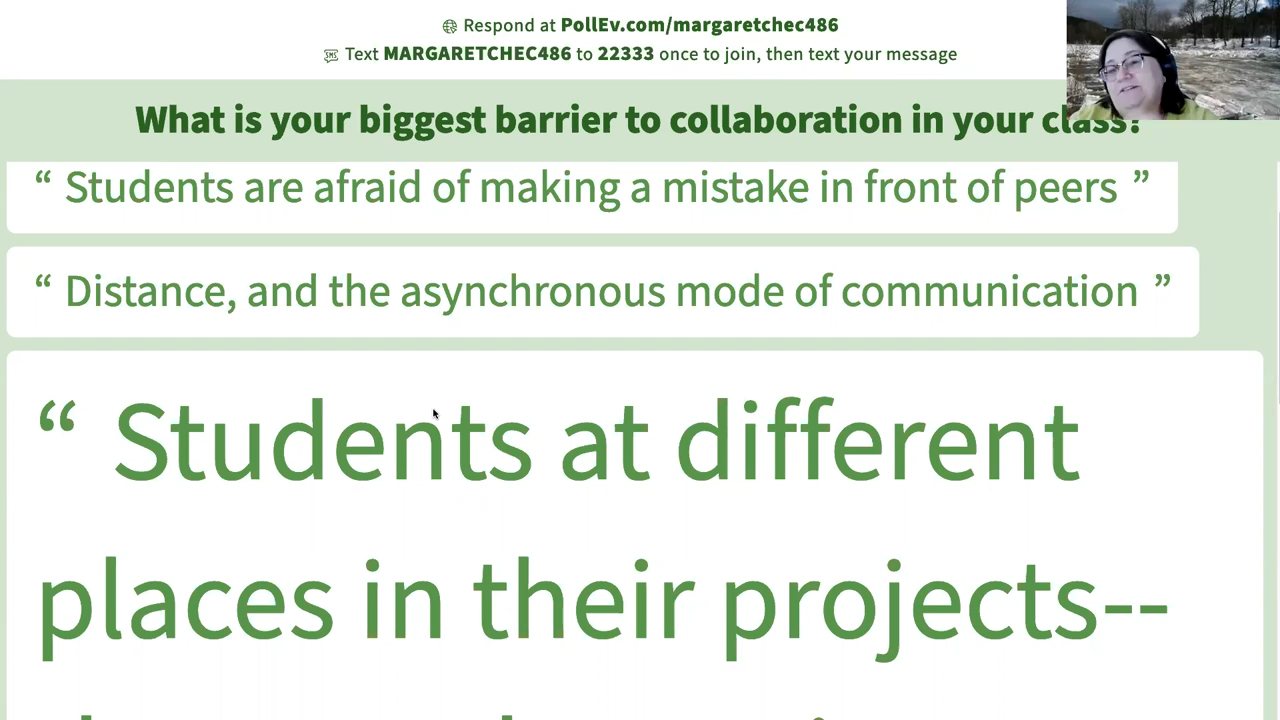 Respond at PollEv.com/margaretchec486
Text MARGARETCHEC486 to 22333 once to join, then text your message
What is your biggest barrier to collaboration in your class?
“ Students are afraid of making a mistake in front of peers ”
“ Distance, and the asynchronous mode of communication ”
“ Students at different
places in their projects--